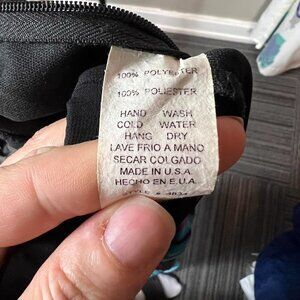 100% POLYESTER
100% POLIESTER
HAND WASH
COLD WATER
HANG DRY
LAVE FRIO A MANO
SECAR COLGADO
MADE IN U.S.A.
HECHO EN E.U.A.
STYLE #